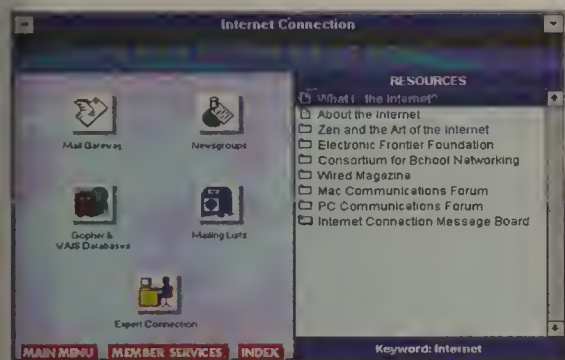 Internet Connection
Mail Gateway
Newsgroups
Gopher &
WAIS Databases
Mailing Lists
Expert Connection
MAIN MENU MEMBER SERVICES INDEX
RESOURCES
What i the Internet?
About the Internet
Zen and the Art of the Internet
Electronic Frontier Foundation
Consortium for School Networking
Wired Magazine
Mac Communications Forum
PC Communications Forum
Internet Connection Message Board
Keyword: Internet